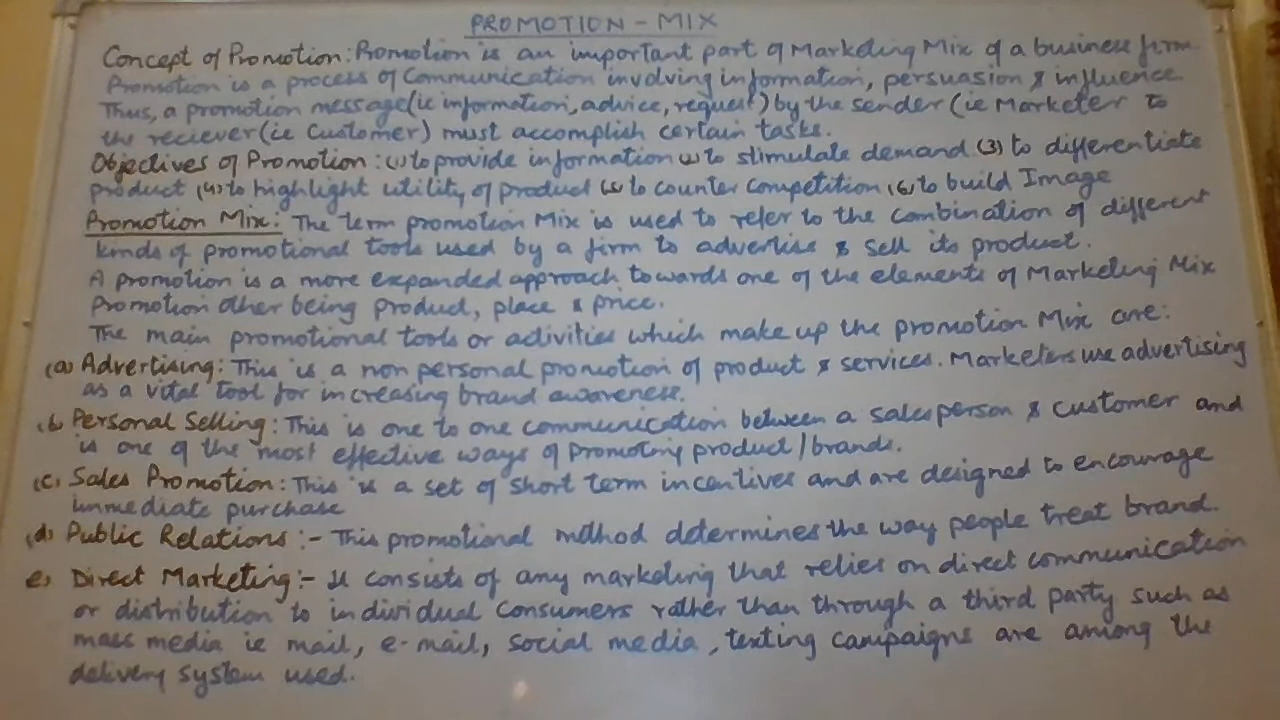 PROMOTION - MIX
Concept of Promotion: Promotion is an important part of Marketing Mix of a business firm
Promotion is a process of Communication involving information, persuasion & influence
Thus, a promotion message (ie information, advice, request) by the sender (ie Marketer to
the reciever (ie Customer) must accomplish certain tasks.
Objectives of Promotion: (1) to provide information (2) to stimulate demand (3) to differentiate
product (4) to highlight utility of product (5) to counter competition (6) to build Image
Promotion Mix: The term promotion Mix is used to refer to the combination of different
kinds of promotional tools used by a firm to advertise & sell its product.
A promotion is a more expanded approach towards one of the elements of Marketing Mix
Promotion other being product, place & price.
The main promotional tools or activities which make up the promotion Mix are:
(a) Advertising: This is a non personal promotion of product & services. Marketers use advertising
as a vital tool for increasing brand awareness.
(b) Personal Selling: This is one to one communication between a salesperson & customer and
is one of the most effective ways of promoting product/brands.
(c) Sales Promotion: This is a set of short term incentives and are designed to encourage
immediate purchase
(d) Public Relations :- This promotional method determines the way people treat brand.
e) Direct Marketing:- It consists of any marketing that relies on direct communication
or distribution to individual consumers rather than through a third party such as
mass media ie mail, e-mail, social media, texting campaigns are among the
delivery system used.